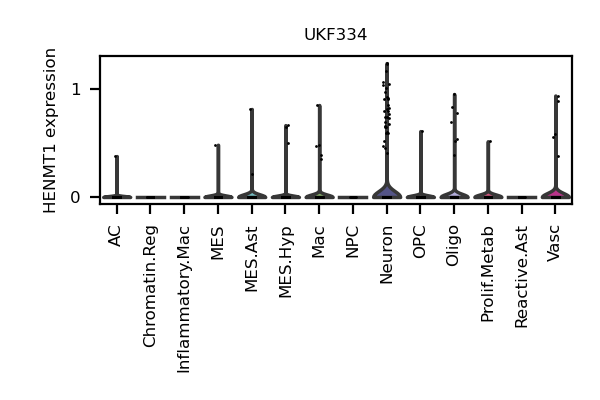 UKF334
HENMT1 expression
1
0
AC
Chromatin.Reg
Inflammatory.Mac
MES
MES.Ast
MES.Hyp
Mac
NPC
Neuron
OPC
Oligo
Prolif.Metab
Reactive.Ast
Vasc